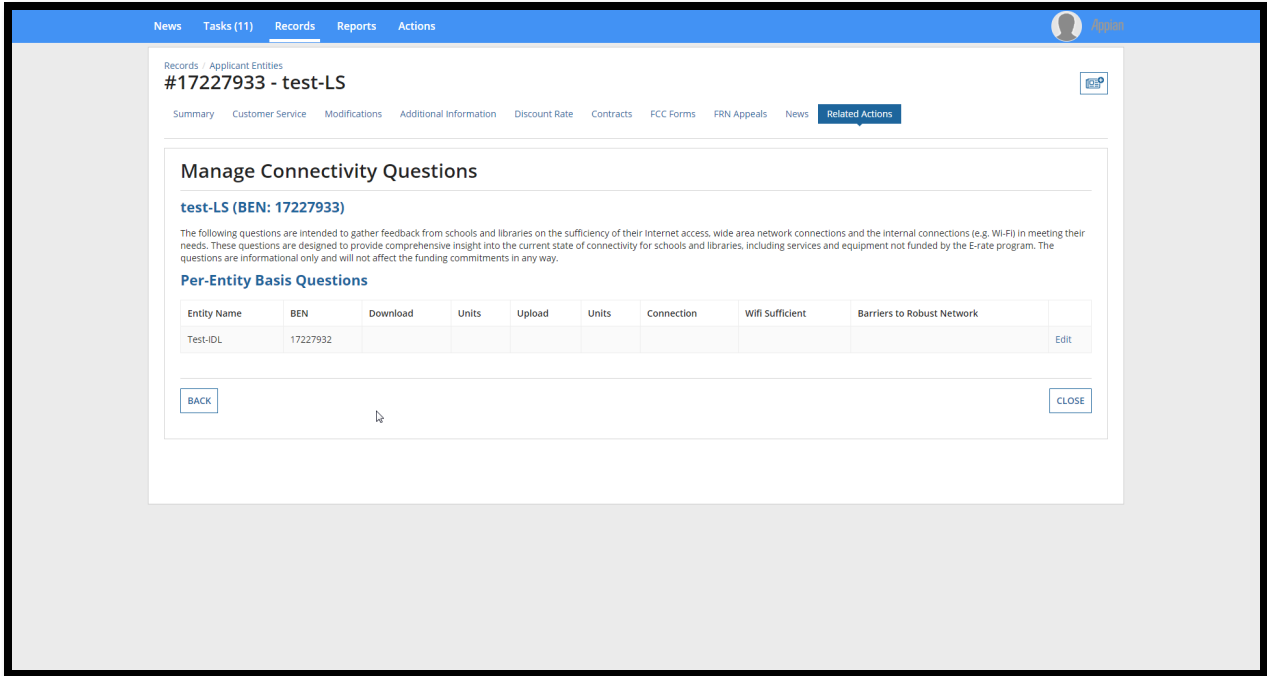 News Tasks (11) Records Reports Actions Appian
Records / Applicant Entities
#17227933 - test-LS
Summary Customer Service Modifications Additional Information Discount Rate Contracts FCC Forms FRN Appeals News Related Actions
Manage Connectivity Questions
test-LS (BEN: 17227933)
The following questions are intended to gather feedback from schools and libraries on the sufficiency of their Internet access, wide area network connections and the internal connections (e.g. Wi-Fi) in meeting their
needs. These questions are designed to provide comprehensive insight into the current state of connectivity for schools and libraries, including services and equipment not funded by the E-rate program. The
questions are informational only and will not affect the funding commitments in any way.
Per-Entity Basis Questions
Entity Name BEN Download Units Upload Units Connection Wifi Sufficient Barriers to Robust Network
Test-IDL 17227932 Edit
BACK CLOSE